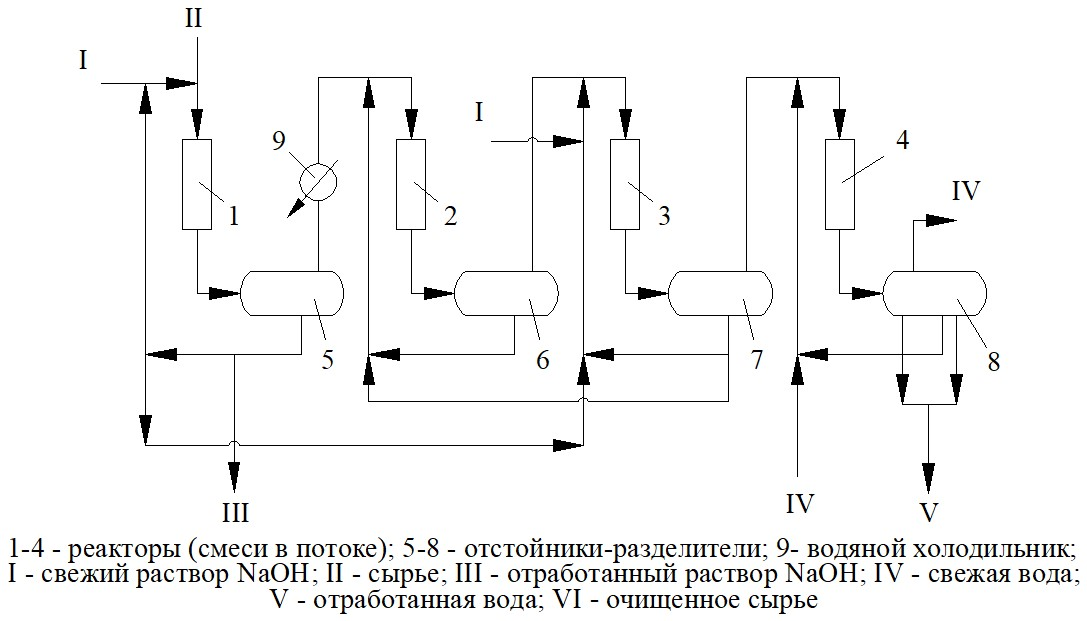 II
I
9
I
4
IV
1
2
3
5
6
7
8
III
IV
V
1-4 - реакторы (смеси в потоке); 5-8 - отстойники-разделители; 9- водяной холодильник;
I - свежий раствор NaOH; II - сырье; III - отработанный раствор NaOH; IV - свежая вода;
V - отработанная вода; VI - очищенное сырье